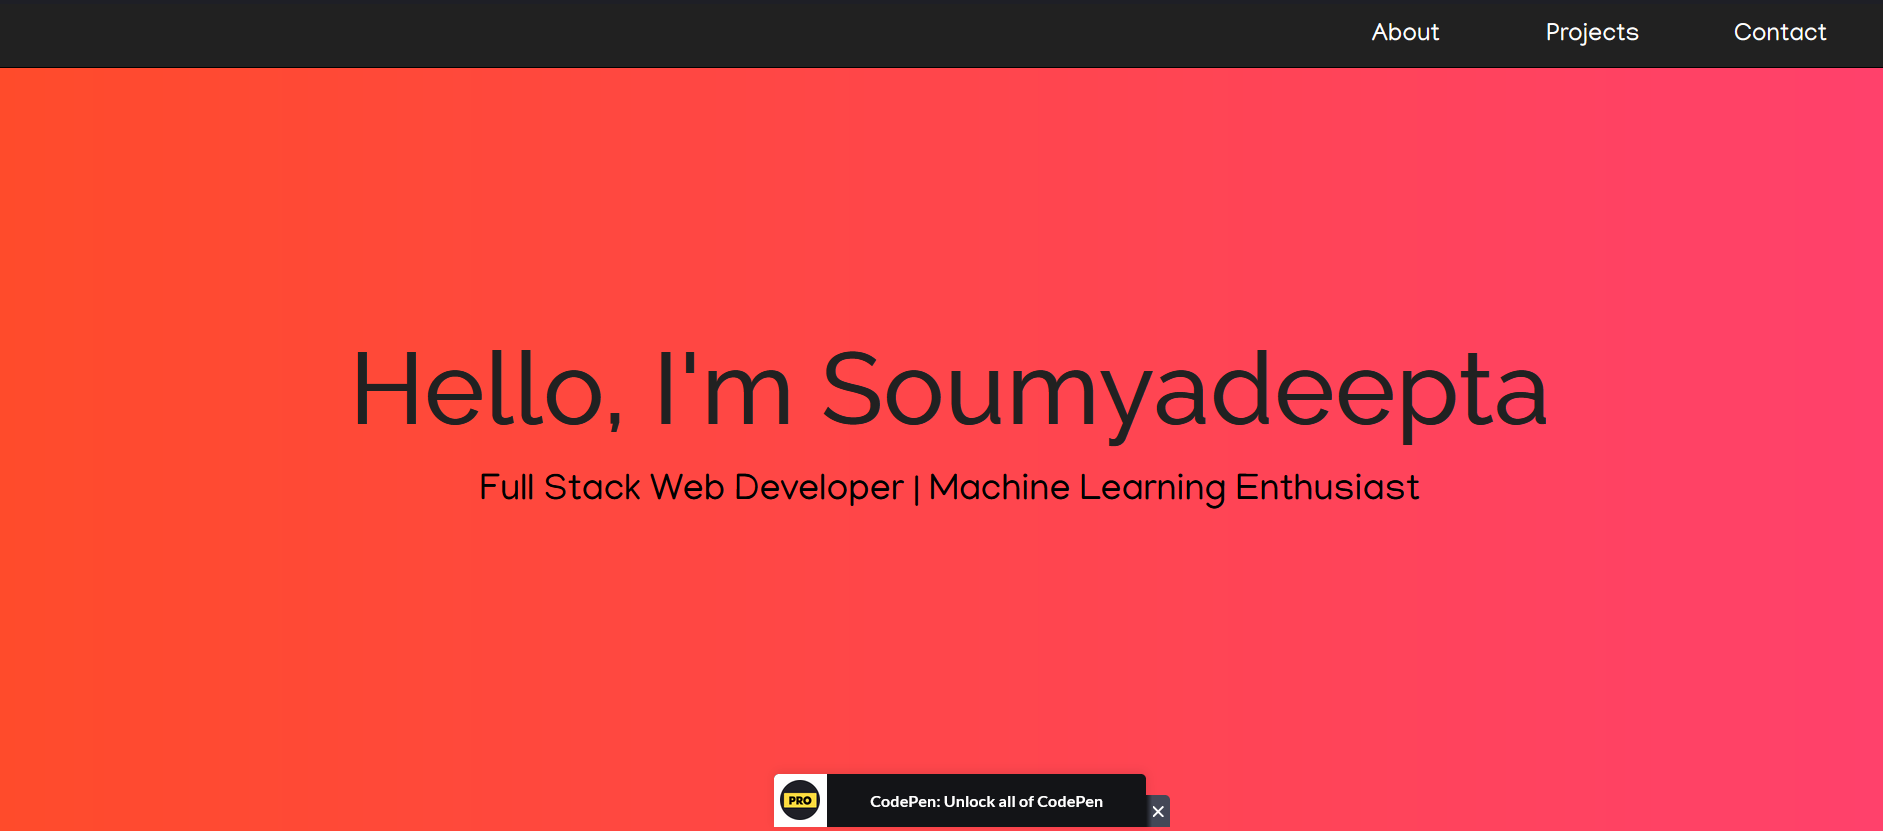 About Projects Contact
Hello, I'm Soumyadeepta
Full Stack Web Developer | Machine Learning Enthusiast
PRO CodePen: Unlock all of CodePen